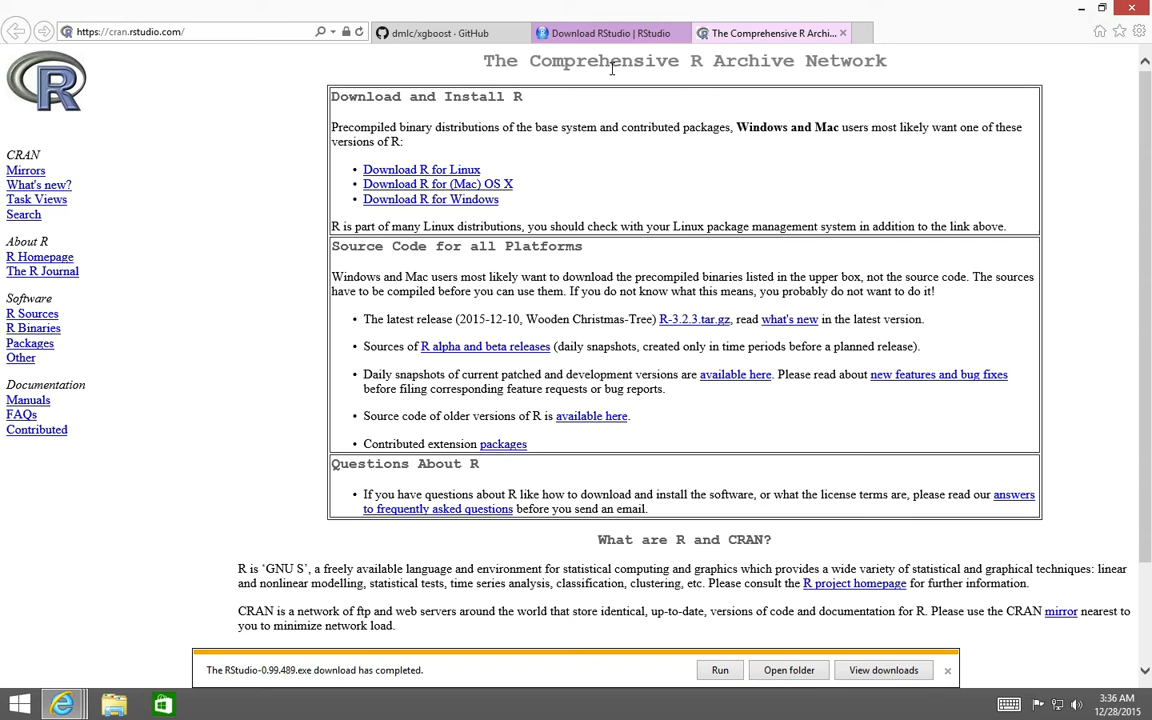 https://cran.rstudio.com/
dmlc/xgboost · GitHub
Download RStudio | RStudio
The Comprehensive R Archi...
R
The Comprehensive R Archive Network
CRAN
Mirrors
What's new?
Task Views
Search
About R
R Homepage
The R Journal
Software
R Sources
R Binaries
Packages
Other
Documentation
Manuals
FAQs
Contributed
Download and Install R
Precompiled binary distributions of the base system and contributed packages, Windows and Mac users most likely want one of these
versions of R:
• Download R for Linux
• Download R for (Mac) OS X
• Download R for Windows
R is part of many Linux distributions, you should check with your Linux package management system in addition to the link above.
Source Code for all Platforms
Windows and Mac users most likely want to download the precompiled binaries listed in the upper box, not the source code. The sources
have to be compiled before you can use them. If you do not know what this means, you probably do not want to do it!
• The latest release (2015-12-10, Wooden Christmas-Tree) R-3.2.3.tar.gz, read what's new in the latest version.
• Sources of R alpha and beta releases (daily snapshots, created only in time periods before a planned release).
• Daily snapshots of current patched and development versions are available here. Please read about new features and bug fixes
before filing corresponding feature requests or bug reports.
• Source code of older versions of R is available here.
• Contributed extension packages
Questions About R
• If you have questions about R like how to download and install the software, or what the license terms are, please read our answers
to frequently asked questions before you send an email.
What are R and CRAN?
R is ‘GNU S’, a freely available language and environment for statistical computing and graphics which provides a wide variety of statistical and graphical techniques: linear
and nonlinear modelling, statistical tests, time series analysis, classification, clustering, etc. Please consult the R project homepage for further information.
CRAN is a network of ftp and web servers around the world that store identical, up-to-date, versions of code and documentation for R. Please use the CRAN mirror nearest to
you to minimize network load.
The RStudio-0.99.489.exe download has completed.
Run
Open folder
View downloads
3:36 AM
12/28/2015